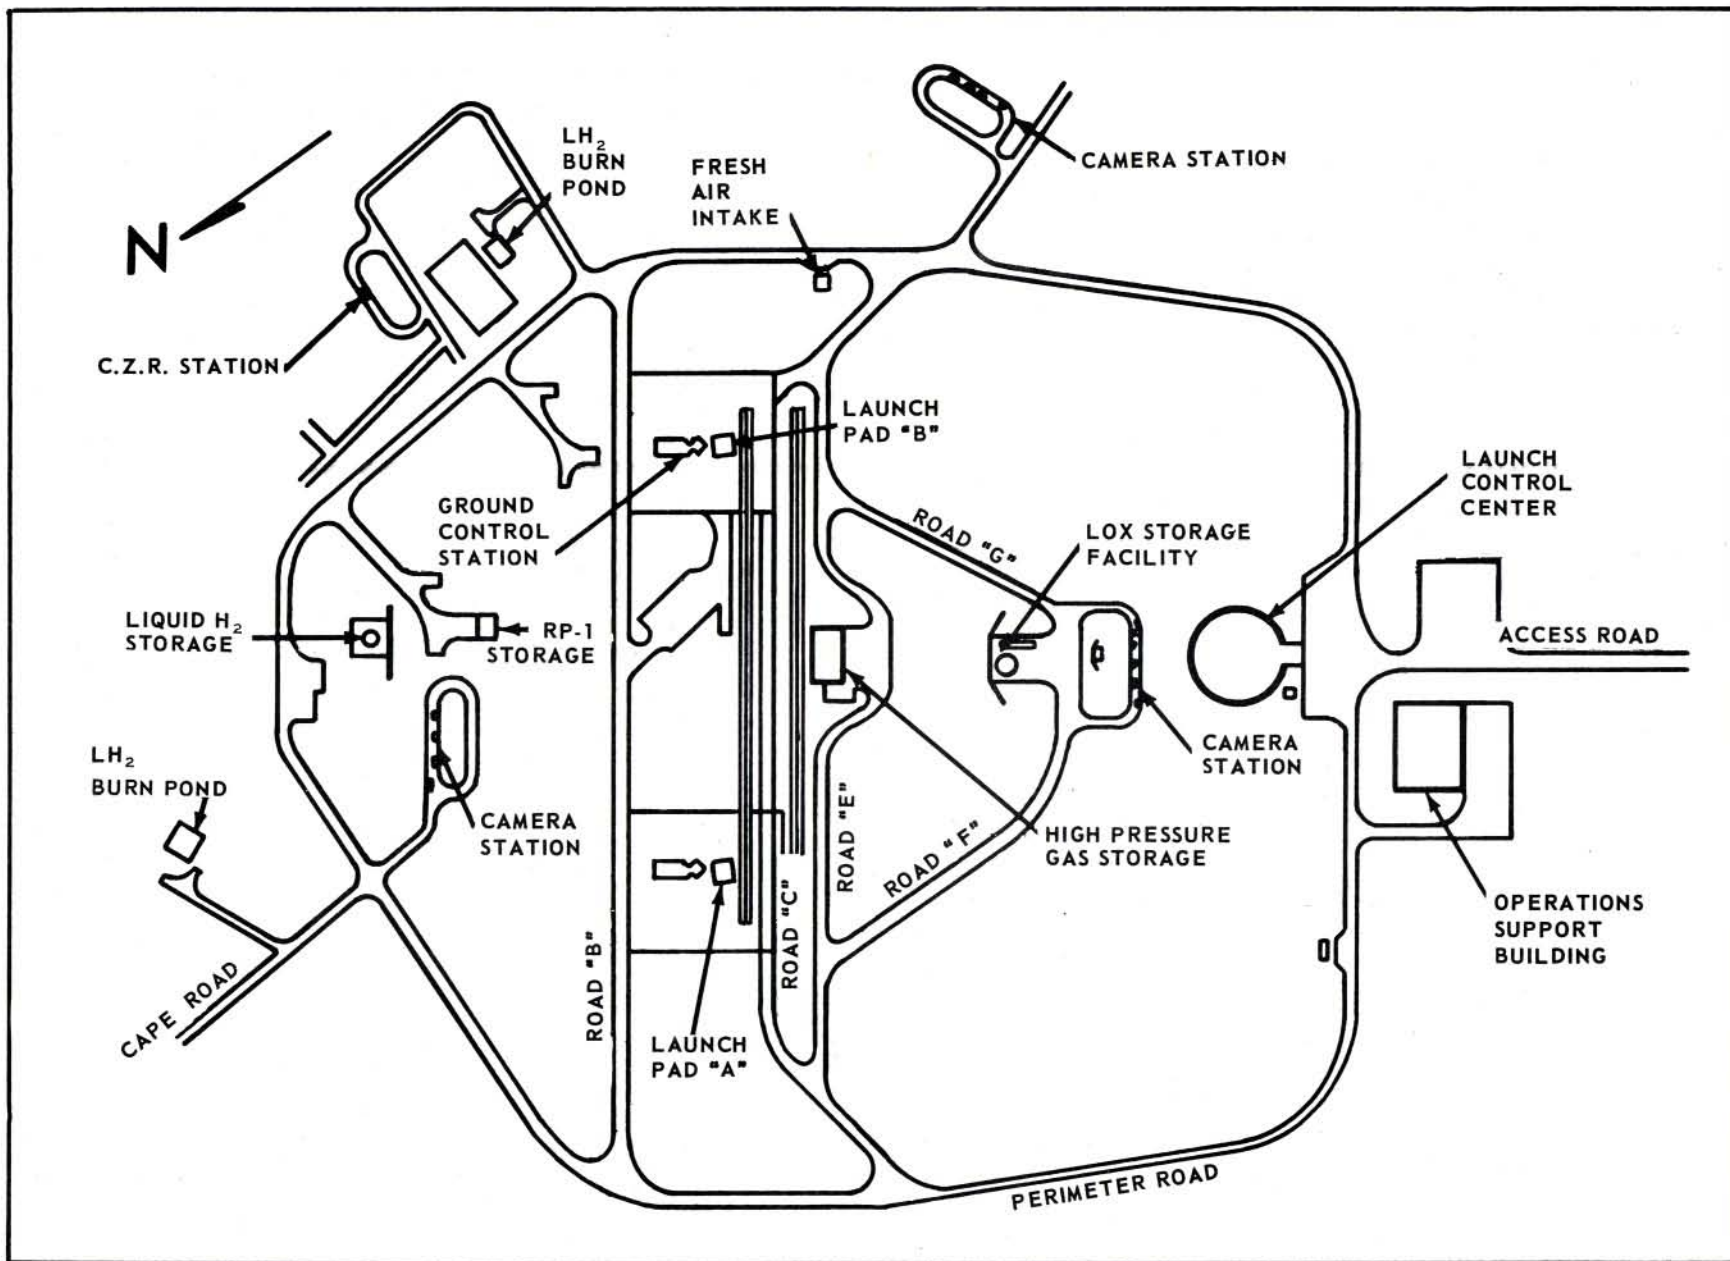 LH2
BURN
POND
FRESH
AIR
INTAKE
CAMERA STATION
N
C.Z.R. STATION
LAUNCH
PAD "B"
LAUNCH
CONTROL
CENTER
GROUND
CONTROL
STATION
ROAD "G"
LOX STORAGE
FACILITY
LIQUID H2
STORAGE
RP-1
STORAGE
ACCESS ROAD
LH2
BURN POND
CAMERA
STATION
CAMERA
STATION
ROAD "E"
ROAD "F"
HIGH PRESSURE
GAS STORAGE
OPERATIONS
SUPPORT
BUILDING
ROAD "B"
ROAD "C"
CAPE ROAD
LAUNCH
PAD "A"
PERIMETER ROAD